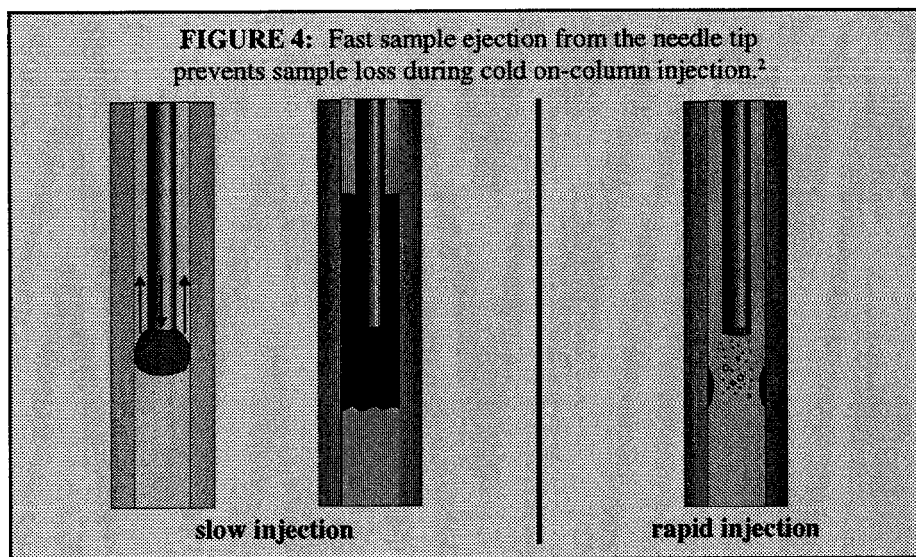 FIGURE 4: Fast sample ejection from the needle tip
prevents sample loss during cold on-column injection.²
slow injection
rapid injection